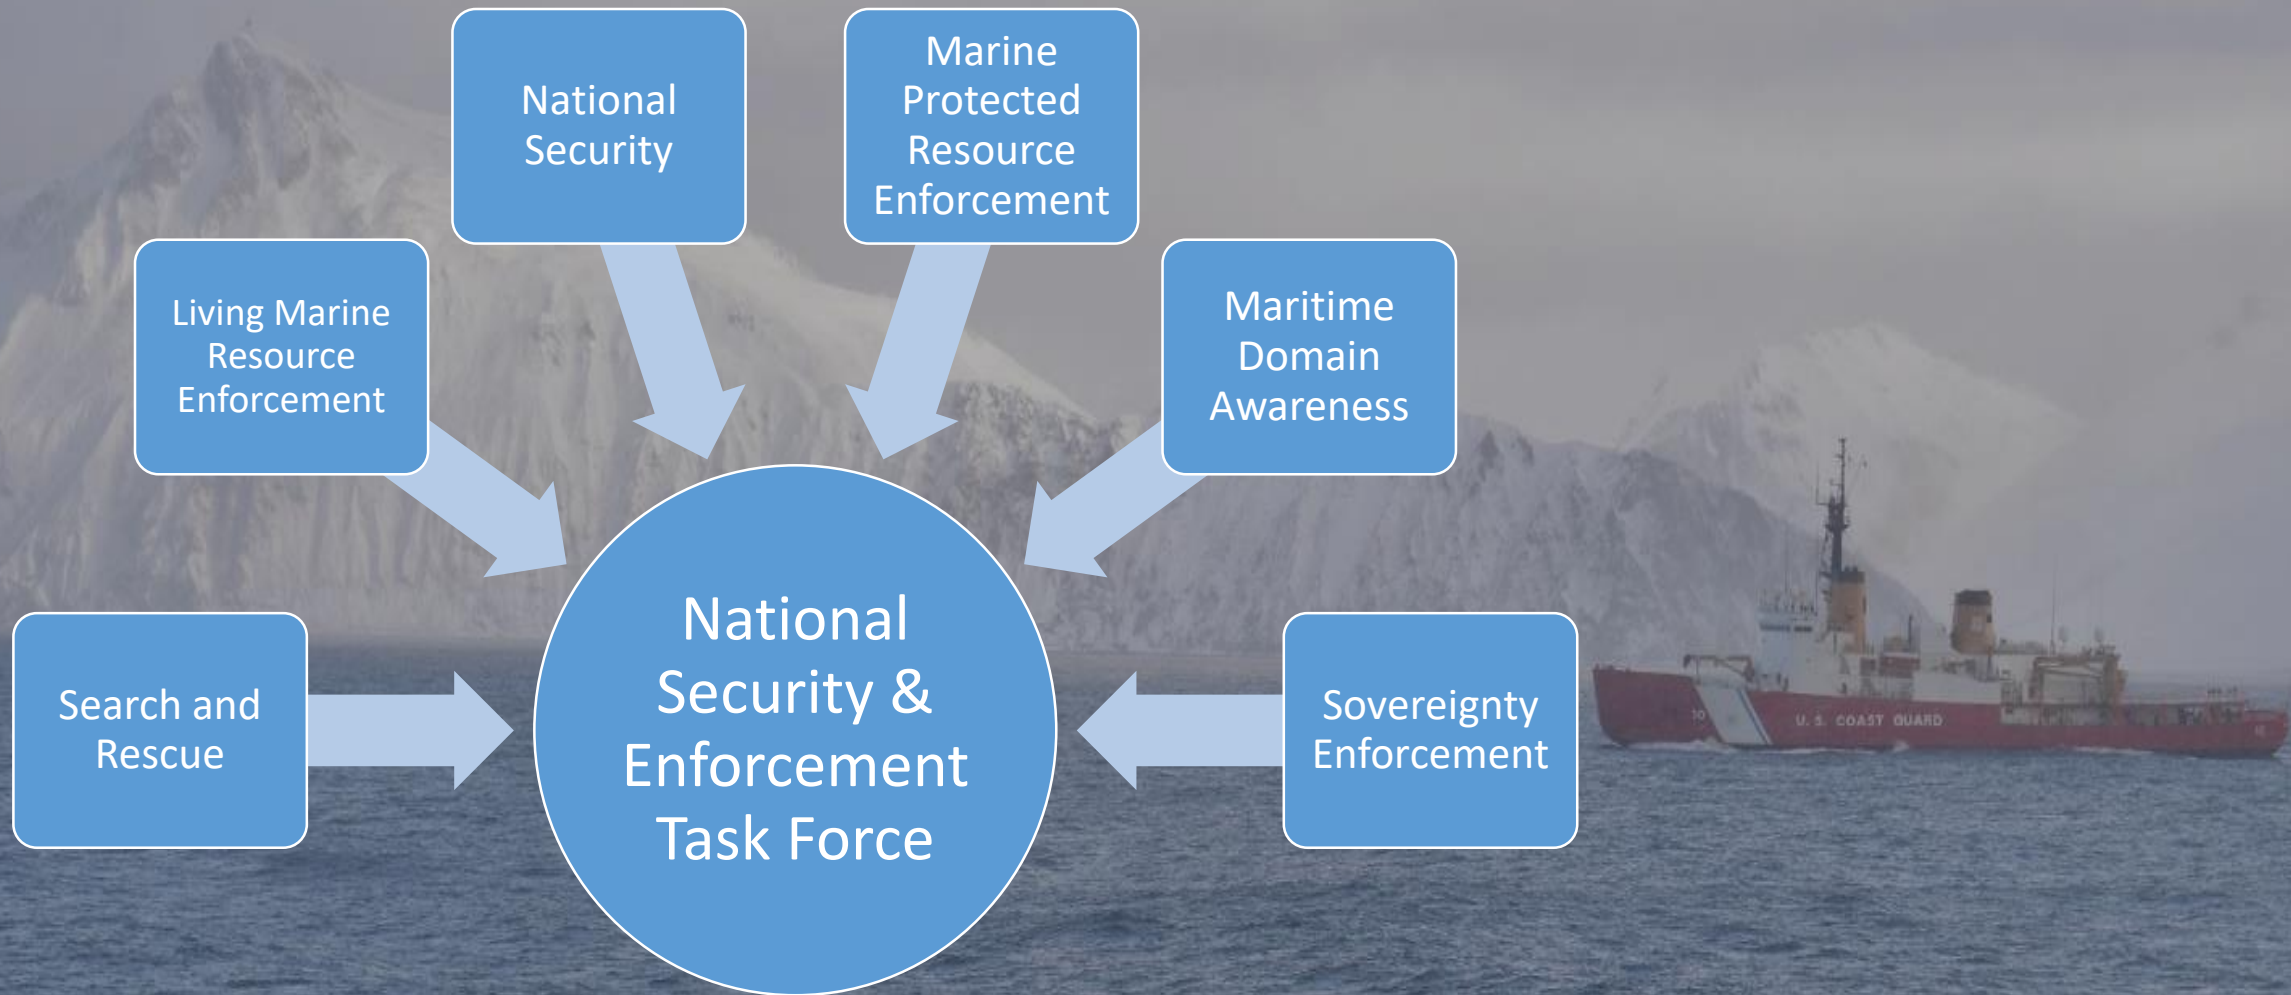 National
Security
Marine
Protected
Resource
Enforcement
Living Marine
Resource
Enforcement
Maritime
Domain
Awareness
Search and
Rescue
National
Security &
Enforcement
Task Force
Sovereignty
Enforcement
10
U. S. COAST GUARD